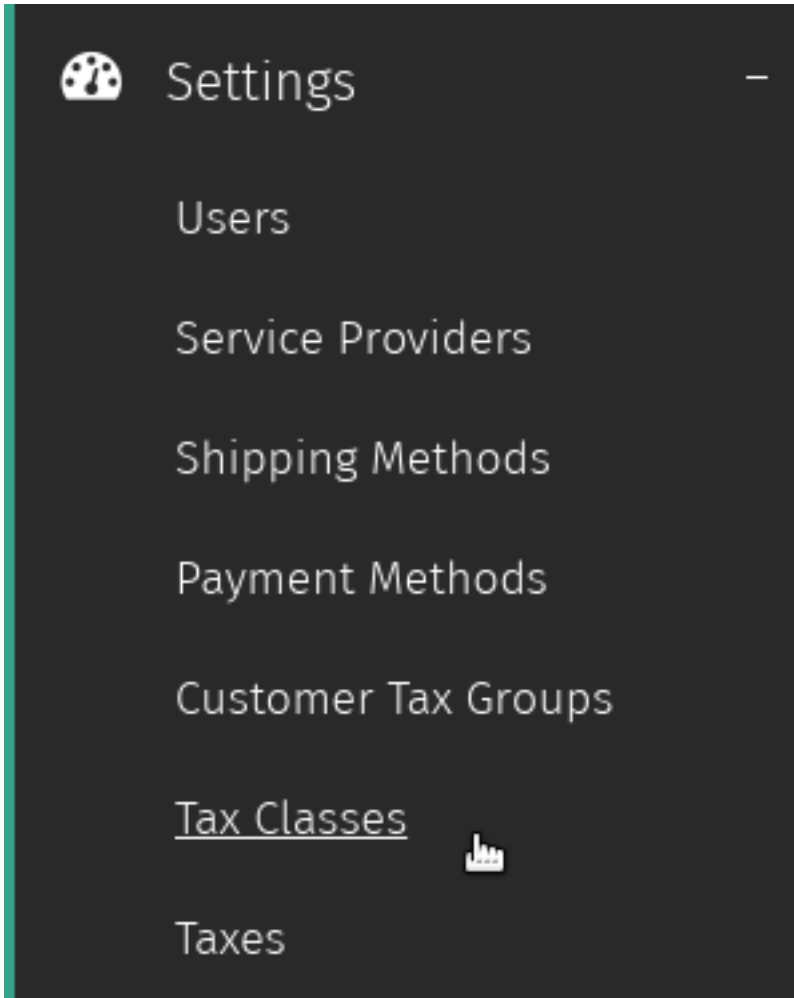 Settings
Users
Service Providers
Shipping Methods
Payment Methods
Customer Tax Groups
Tax Classes
Taxes